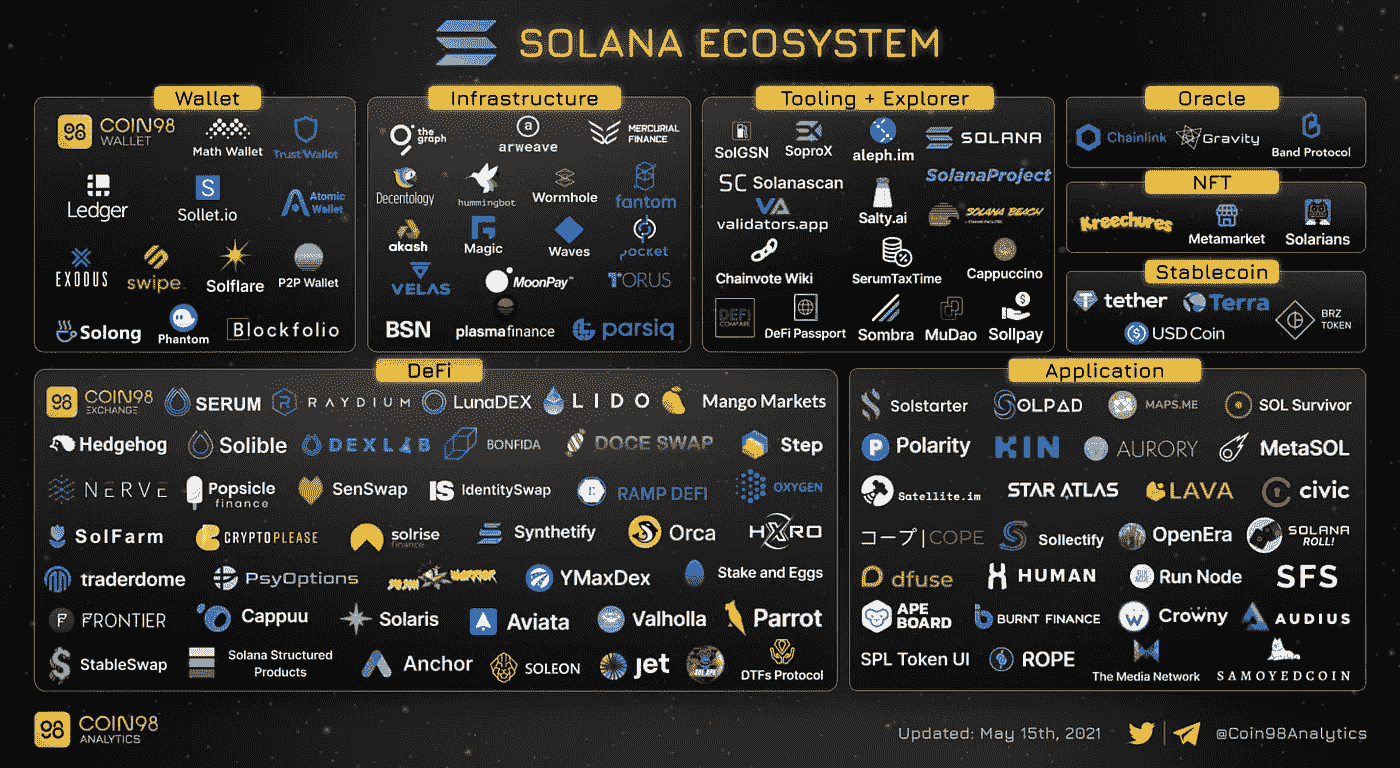 SOLANA ECOSYSTEM
Wallet
98 COIN98
WALLET
Math Wallet
Trust Wallet
Ledger
S
Sollet.io
Atomic
Wallet
EXODUS
swipe
Solflare
P2P Wallet
Solong
Phantom
Blockfolio
Infrastructure
the
graph
a
arweave
MERCURIAL
FINANCE
Decentology
hummingbot
Wormhole
fantom
akash
Magic
Waves
pocket
VELAS
MoonPay™
TORUS
BSN
plasmafinance
parsiq
Tooling + Explorer
SolGSN
SoproX
aleph.im
SOLANA
SC Solanascan
SolanaProject
VA
validators.app
Salty.ai
SOLANA BEACH
Chainvote Wiki
SerumTaxTime
Cappuccino
DEFI
COMPARE
DeFi Passport
Sombra
MuDao
Sollpay
Oracle
Chainlink
Gravity
Band Protocol
NFT
Kreechures
Metamarket
Solarians
Stablecoin
tether
Terra
USD Coin
BRZ
TOKEN
DeFi
98 COIN98
EXCHANGE
SERUM
RAYDIUM
LunaDEX
LIDO
Mango Markets
Hedgehog
Solible
DEXLAB
BONFIDA
DOCE SWAP
Step
NERVE
Popsicle
finance
SenSwap
IS IdentitySwap
RAMP DEFI
OXYGEN
SolFarm
CRYPTOPLEASE
solrise
finance
Synthetify
Orca
HXRO
traderdome
PsyOptions
WARRIOR
YMaxDex
Stake and Eggs
F FRONTIER
Cappuu
Solaris
Aviata
Valholla
Parrot
StableSwap
Solana Structured
Products
Anchor
SOLEON
jet
SOLAPE
DTFs Protocol
Application
Solstarter
SOLPAD
MAPS.ME
SOL Survivor
P Polarity
KIN
AURORY
MetaSOL
Satellite.im
STAR ATLAS
LAVA
civic
コープ|COPE
Sollectify
OpenEra
SOLANA
ROLL!
dfuse
HUMAN
Run Node
SFS
APE
BOARD
BURNT FINANCE
W Crowny
AUDIUS
SPL Token UI
ROPE
The Media Network
SAMOYEDCOIN
98 COIN98
ANALYTICS
Updated: May 15th, 2021
@Coin98Analytics